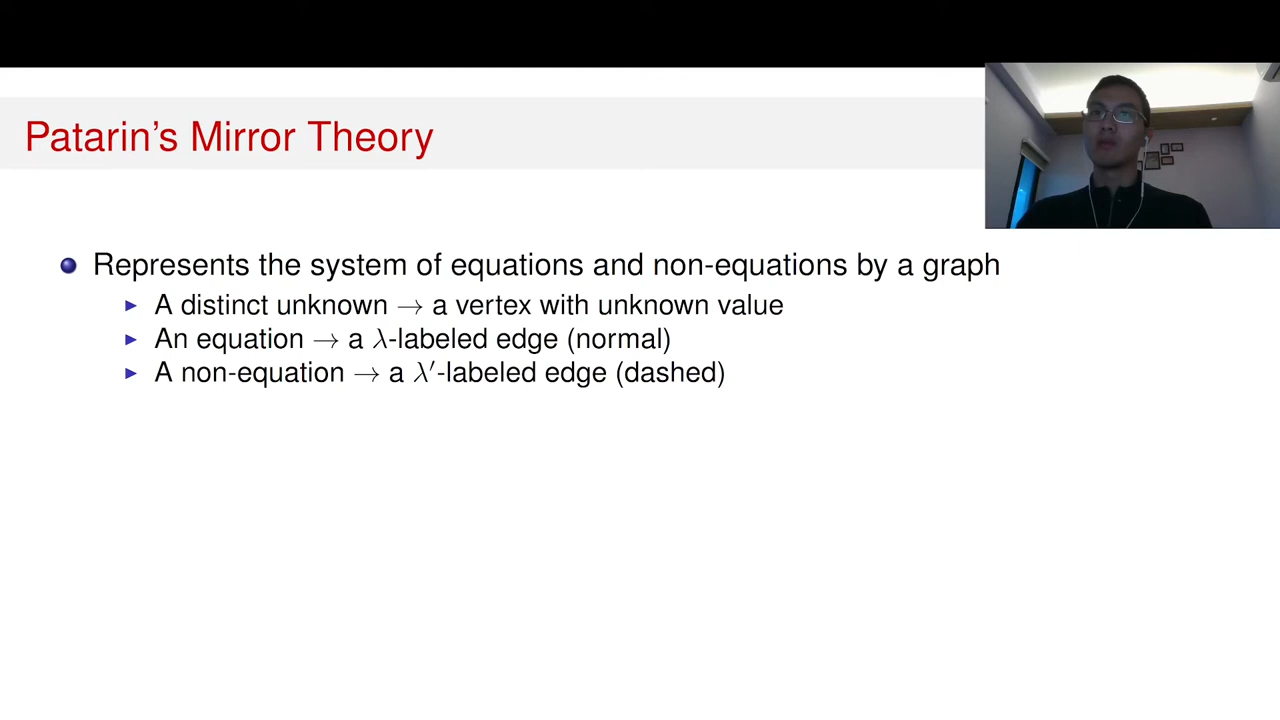 Patarin's Mirror Theory
Represents the system of equations and non-equations by a graph
A distinct unknown → a vertex with unknown value
An equation → a λ-labeled edge (normal)
A non-equation → a λ′-labeled edge (dashed)